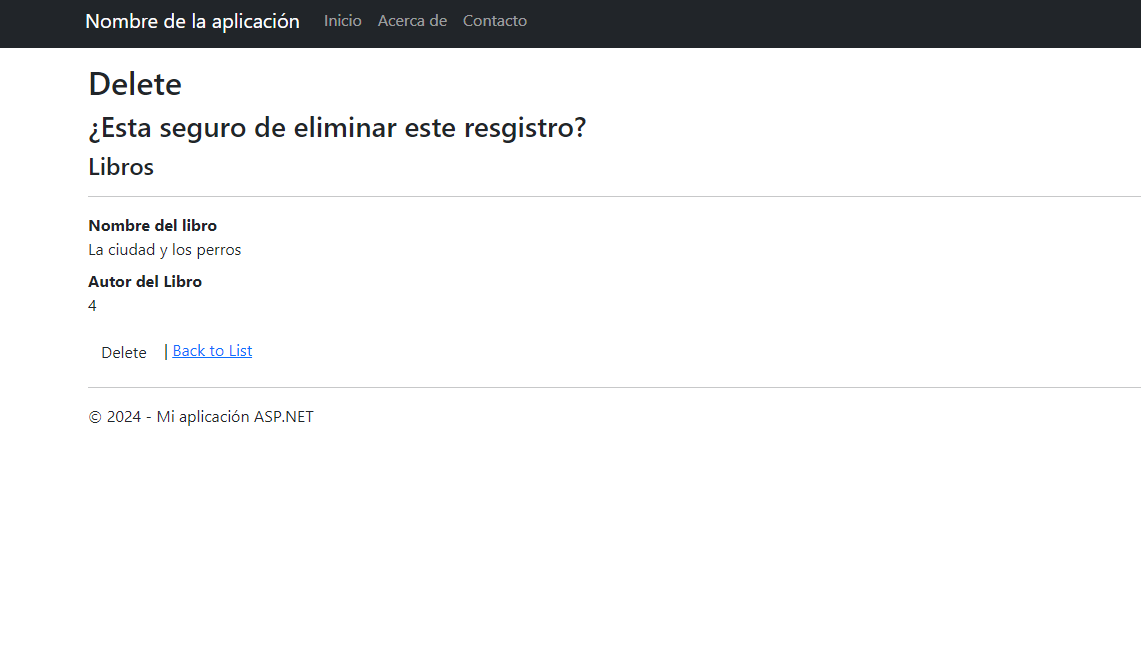 Nombre de la aplicación Inicio Acerca de Contacto
Delete
¿Esta seguro de eliminar este resgistro?
Libros
Nombre del libro
La ciudad y los perros
Autor del Libro
4
Delete | Back to List
© 2024 - Mi aplicación ASP.NET